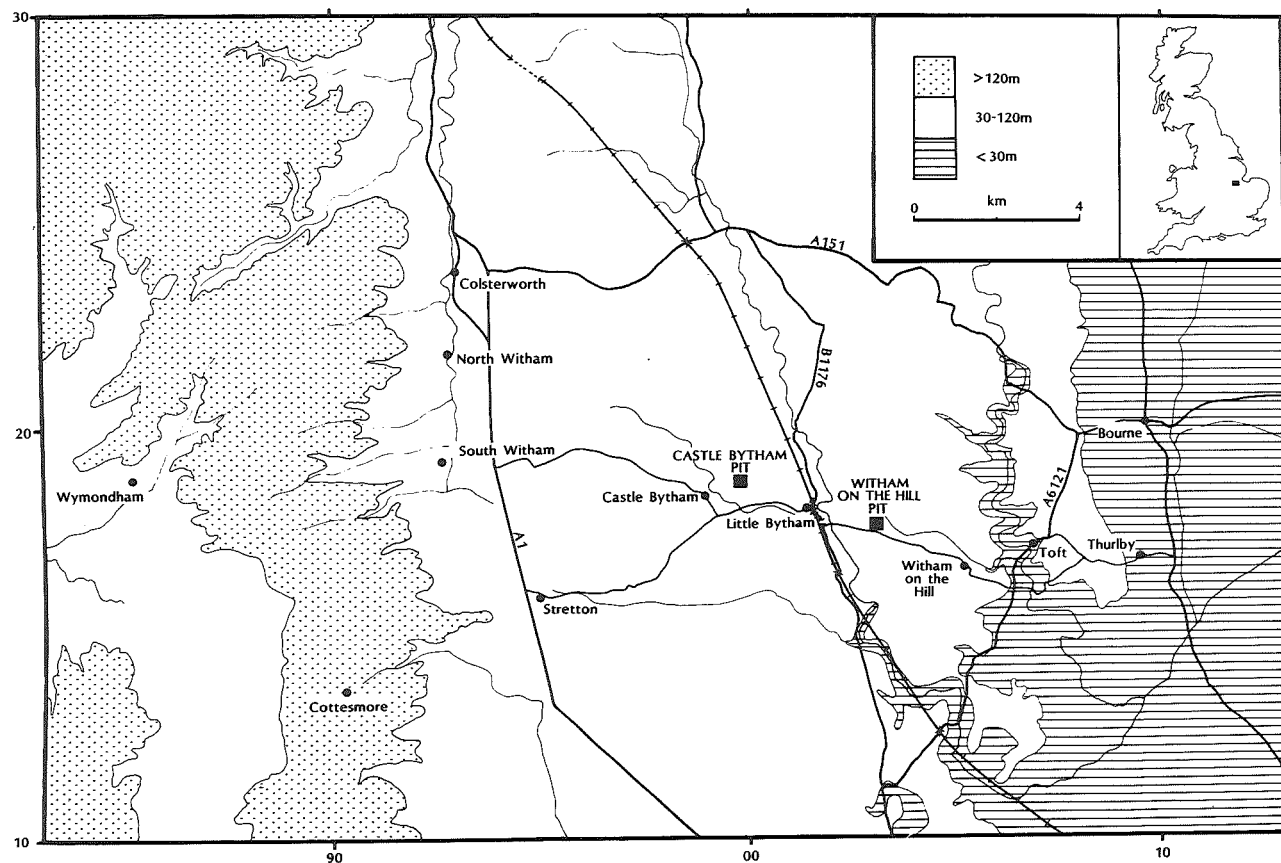 30
>120m
30-120m
<30m
km
0 4
A151
Colsterworth
B1176
North Witham
20
Bourne
South Witham
CASTLE BYTHAM
PIT
WITHAM
ON THE HILL
PIT
A6121
Wymondham
Castle Bytham
Little Bytham
A1
Toft
Thurlby
Witham
on the
Hill
Stretton
Cottesmore
10
90
00
10